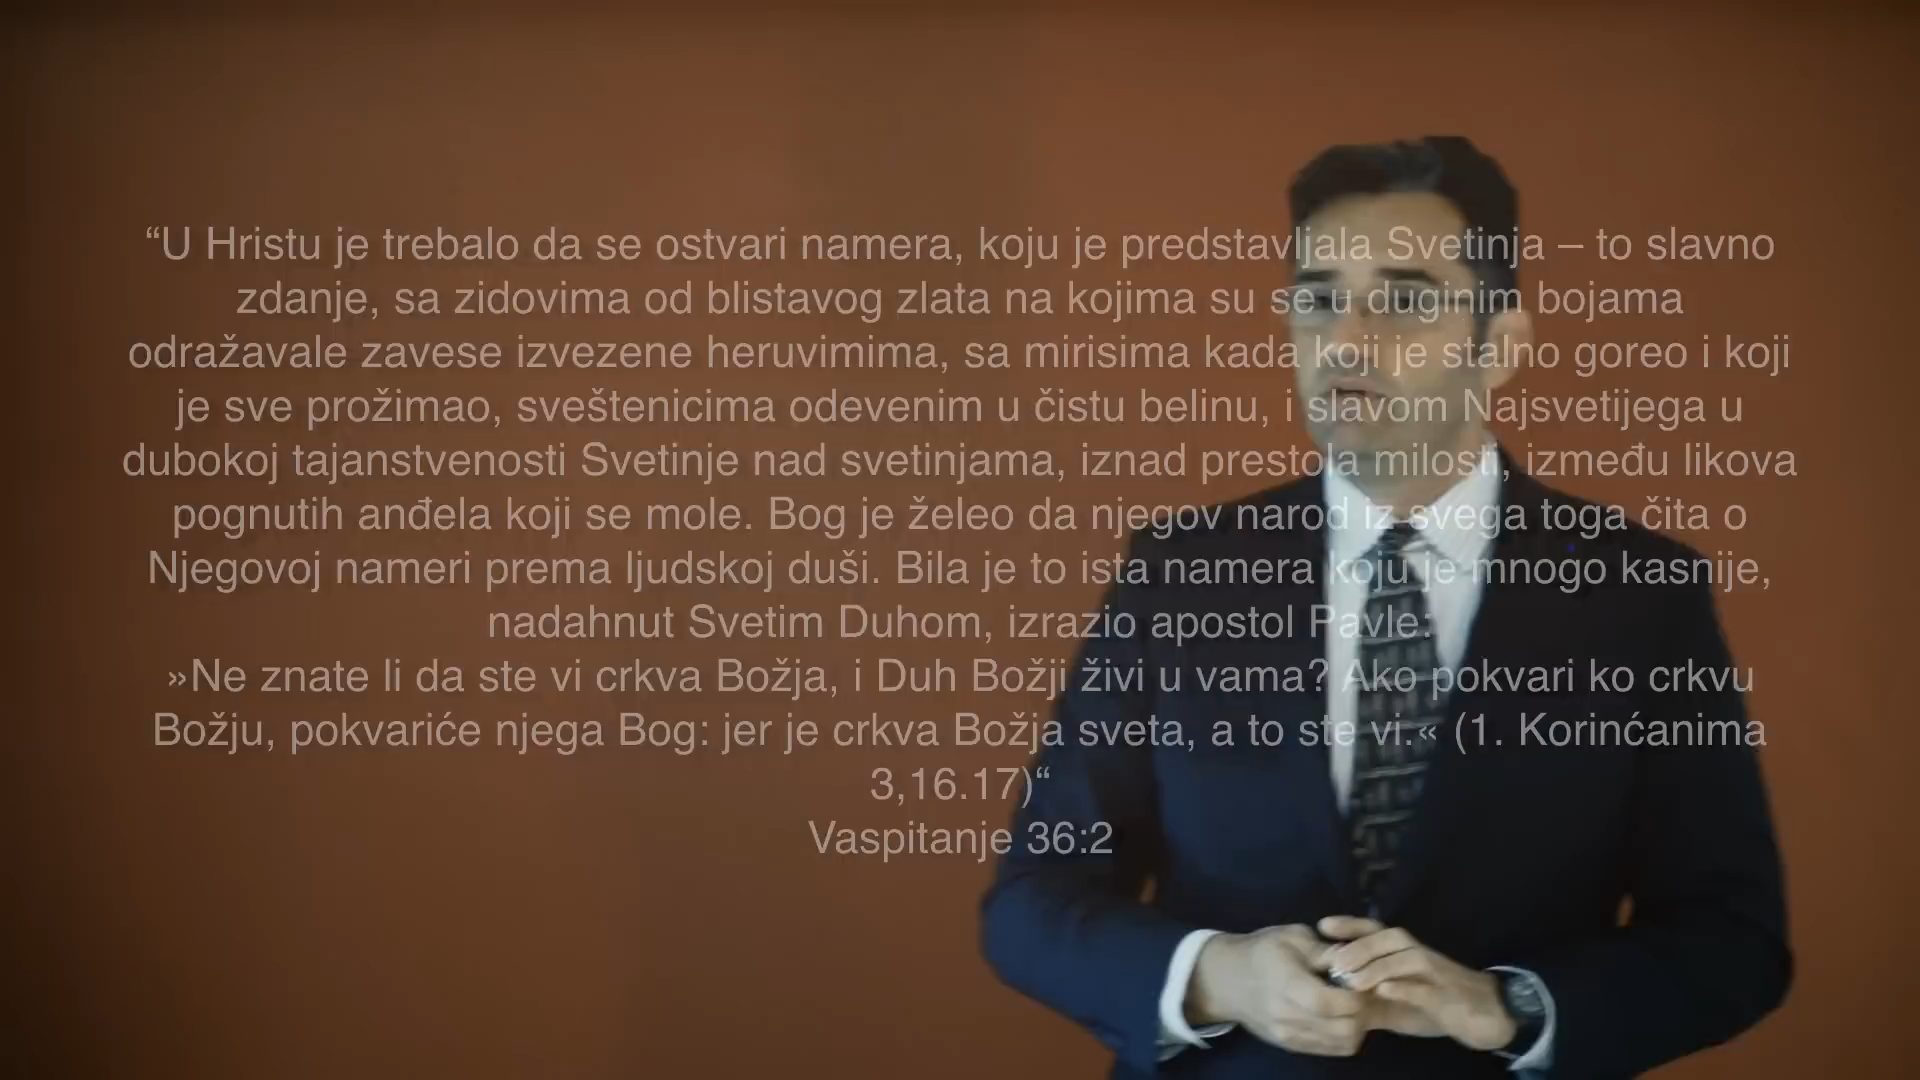 “U Hristu je trebalo da se ostvari namera, koju je predstavljala Svetinja – to slavno
zdanje, sa zidovima od blistavog zlata na kojima su se u duginim bojama
odražavale zavese izvezene heruvimima, sa mirisima kada koji je stalno goreo i koji
je sve prožimao, sveštenicima odevenim u čistu belinu, i slavom Najsvetijega u
dubokoj tajanstvenosti Svetinje nad svetinjama, iznad prestola milosti, između likova
pognutih anđela koji se mole. Bog je želeo da njegov narod iz svega toga čita o
Njegovoj nameri prema ljudskoj duši. Bila je to ista namera koju je mnogo kasnije,
nadahnut Svetim Duhom, izrazio apostol Pavle:
»Ne znate li da ste vi crkva Božja, i Duh Božji živi u vama? Ako pokvari ko crkvu
Božju, pokvariće njega Bog: jer je crkva Božja sveta, a to ste vi.« (1. Korinćanima
3,16.17)“
Vaspitanje 36:2